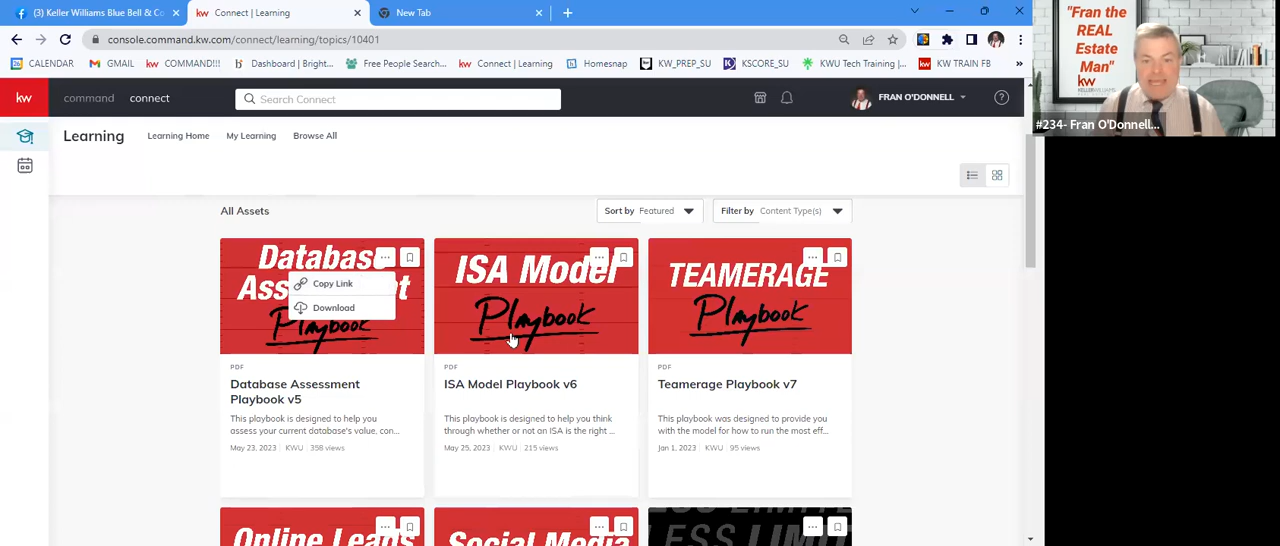 (3) Keller Williams Blue Bell & Co
Connect | Learning
New Tab
console.command.kw.com/connect/learning/topics/10401
CALENDAR
GMAIL
kw COMMAND!!!
Dashboard | Bright...
Free People Search...
kw Connect | Learning
Homesnap
KW_PREP_SU
KSCORE_SU
KWU Tech Training |...
kw KW TRAIN FB
»
kw
command
connect
Search Connect
FRAN O'DONNELL
Learning
Learning Home
My Learning
Browse All
All Assets
Sort by Featured
Filter by Content Type(s)
Database
Copy Link
Download
Playbook
ISA Model
Playbook
TEAMERAGE
Playbook
PDF
Database Assessment
Playbook v5
This playbook is designed to help you
assess your current database's value, con...
May 23, 2023 KWU 358 views
PDF
ISA Model Playbook v6
This playbook is designed to help you think
through whether or not an ISA is the right ...
May 25, 2023 KWU 215 views
PDF
Teamerage Playbook v7
This playbook was designed to provide you
with the model for how to run the most eff...
Jan 1, 2023 KWU 95 views
Online Leads
Social Media
"Fran the
REAL
Estate
Man"
kw
#234- Fran O'Donnell...